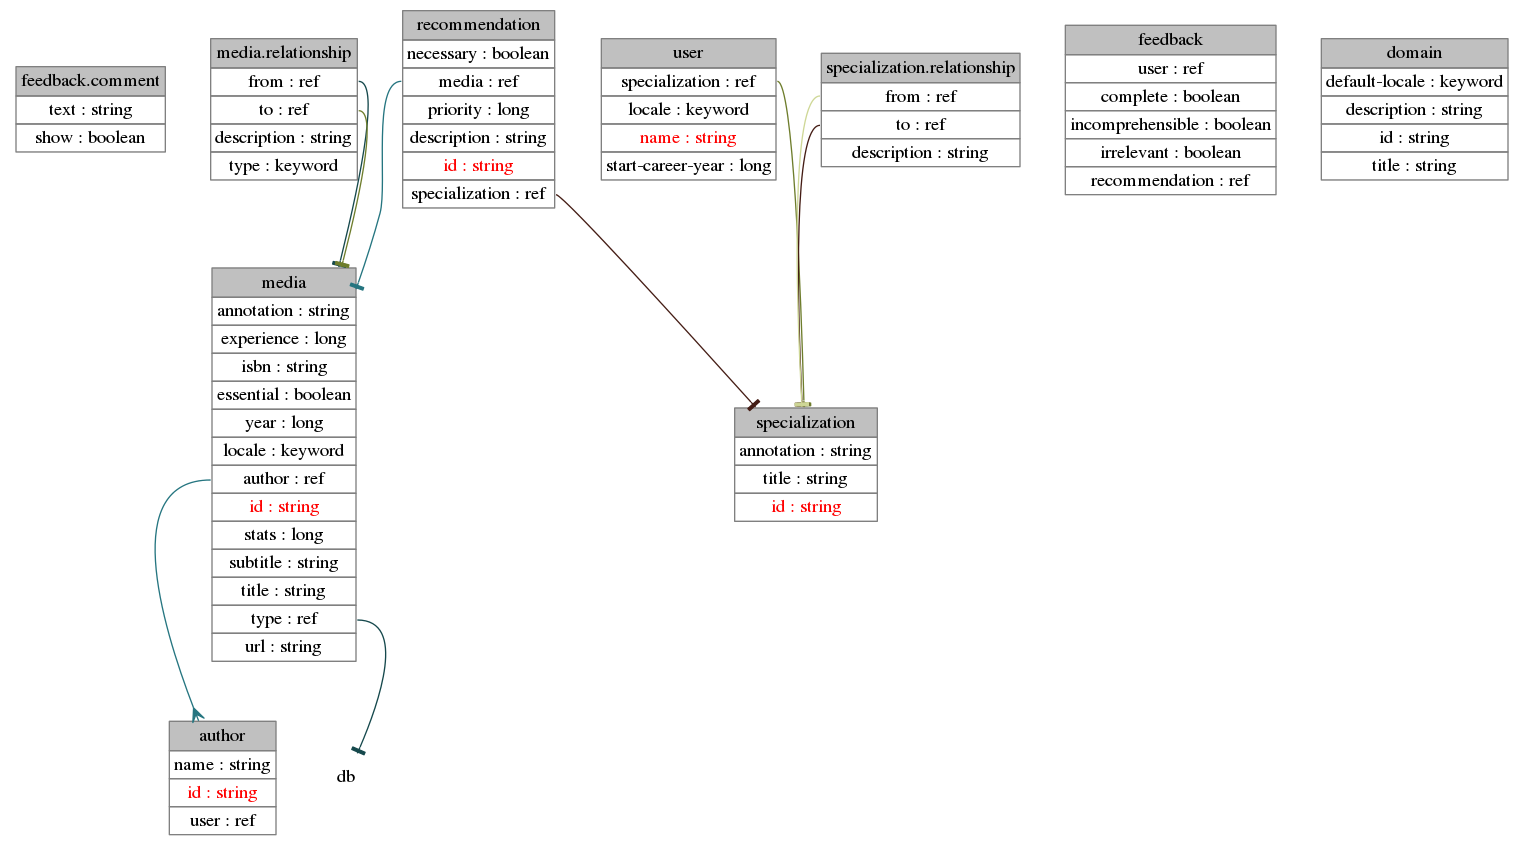 feedback.comment
text : string
show : boolean
media.relationship
from : ref
to : ref
description : string
type : keyword
recommendation
necessary : boolean
media : ref
priority : long
description : string
id : string
specialization : ref
user
specialization : ref
locale : keyword
name : string
start-career-year : long
specialization.relationship
from : ref
to : ref
description : string
feedback
user : ref
complete : boolean
incomprehensible : boolean
irrelevant : boolean
recommendation : ref
domain
default-locale : keyword
description : string
id : string
title : string
media
annotation : string
experience : long
isbn : string
essential : boolean
year : long
locale : keyword
author : ref
id : string
stats : long
subtitle : string
title : string
type : ref
url : string
specialization
annotation : string
title : string
id : string
author
name : string
id : string
user : ref
db